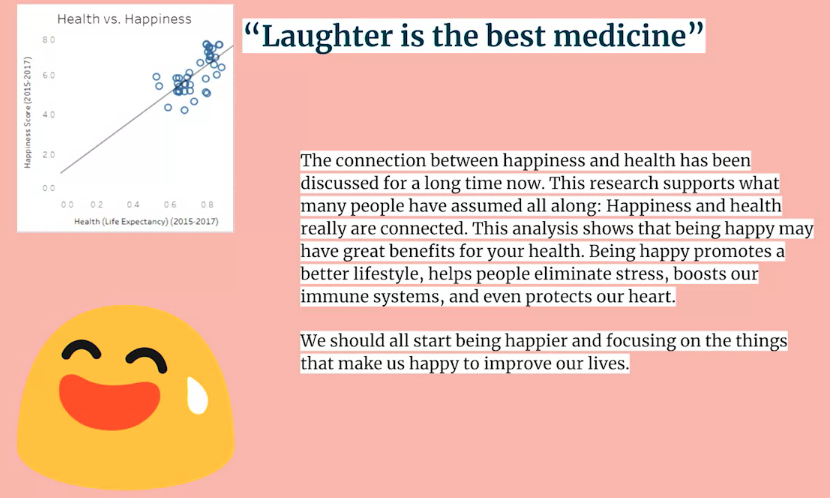 Health vs. Happiness
Happiness Score (2015-2017)
8.0
6.0
4.0
2.0
0.0
0.0 0.2 0.4 0.6 0.8
Health (Life Expectancy) (2015-2017)
“Laughter is the best medicine”
The connection between happiness and health has been
discussed for a long time now. This research supports what
many people have assumed all along: Happiness and health
really are connected. This analysis shows that being happy may
have great benefits for your health. Being happy promotes a
better lifestyle, helps people eliminate stress, boosts our
immune systems, and even protects our heart.
We should all start being happier and focusing on the things
that make us happy to improve our lives.